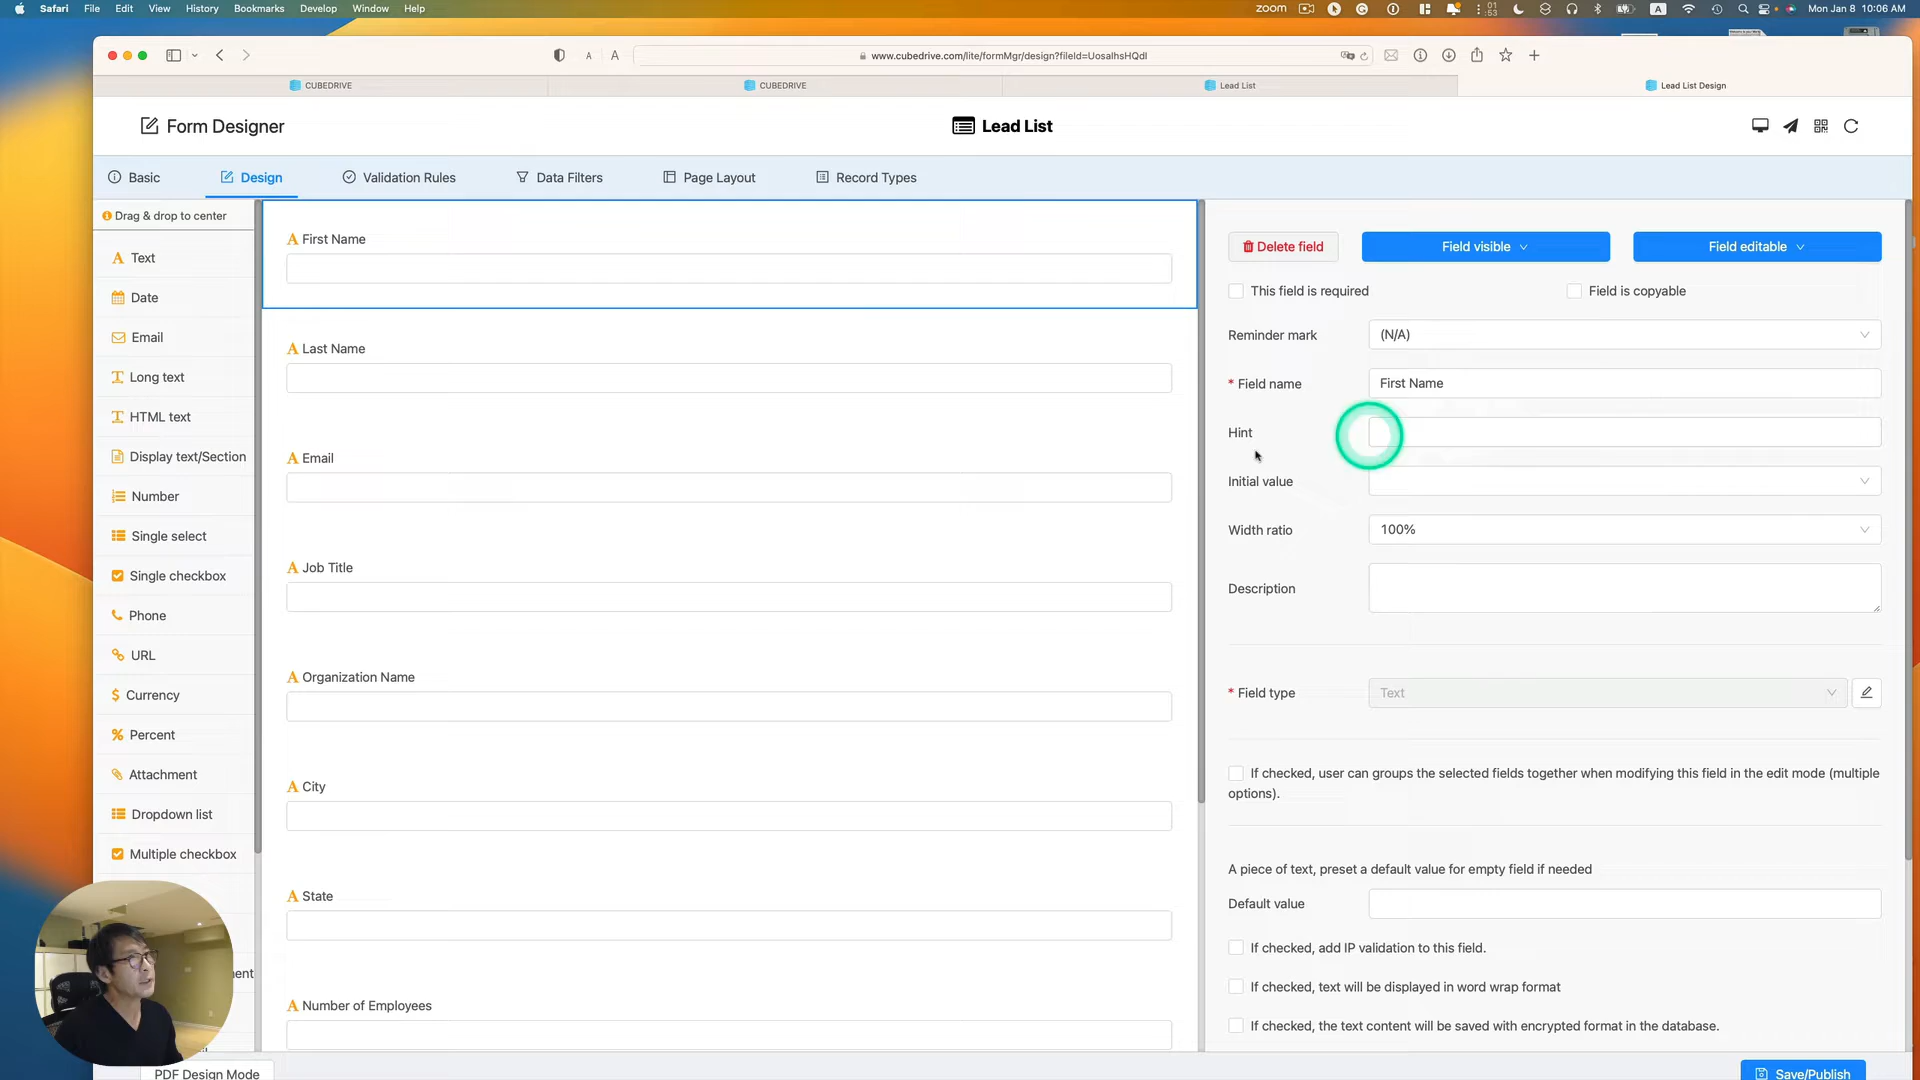 Safari File Edit View History Bookmarks Develop Window Help
zoom 01 :53 A Mon Jan 8 10:06 AM
A A www.cubedrive.com/lite/formMgr/design?fileId=UosaIhsHQdI
CUBEDRIVE CUBEDRIVE Lead List Lead List Design
Form Designer Lead List
Basic Design Validation Rules Data Filters Page Layout Record Types
Drag & drop to center
A Text
Date
Email
Long text
HTML text
Display text/Section
Number
Single select
Single checkbox
Phone
URL
$ Currency
% Percent
Attachment
Dropdown list
Multiple checkbox
A First Name
A Last Name
A Email
A Job Title
A Organization Name
A City
A State
A Number of Employees
Delete field Field visible Field editable
This field is required Field is copyable
Reminder mark (N/A)
* Field name First Name
Hint
Initial value
Width ratio 100%
Description
* Field type Text
If checked, user can groups the selected fields together when modifying this field in the edit mode (multiple
options).
A piece of text, preset a default value for empty field if needed
Default value
If checked, add IP validation to this field.
If checked, text will be displayed in word wrap format
If checked, the text content will be saved with encrypted format in the database.
PDF Design Mode Save/Publish